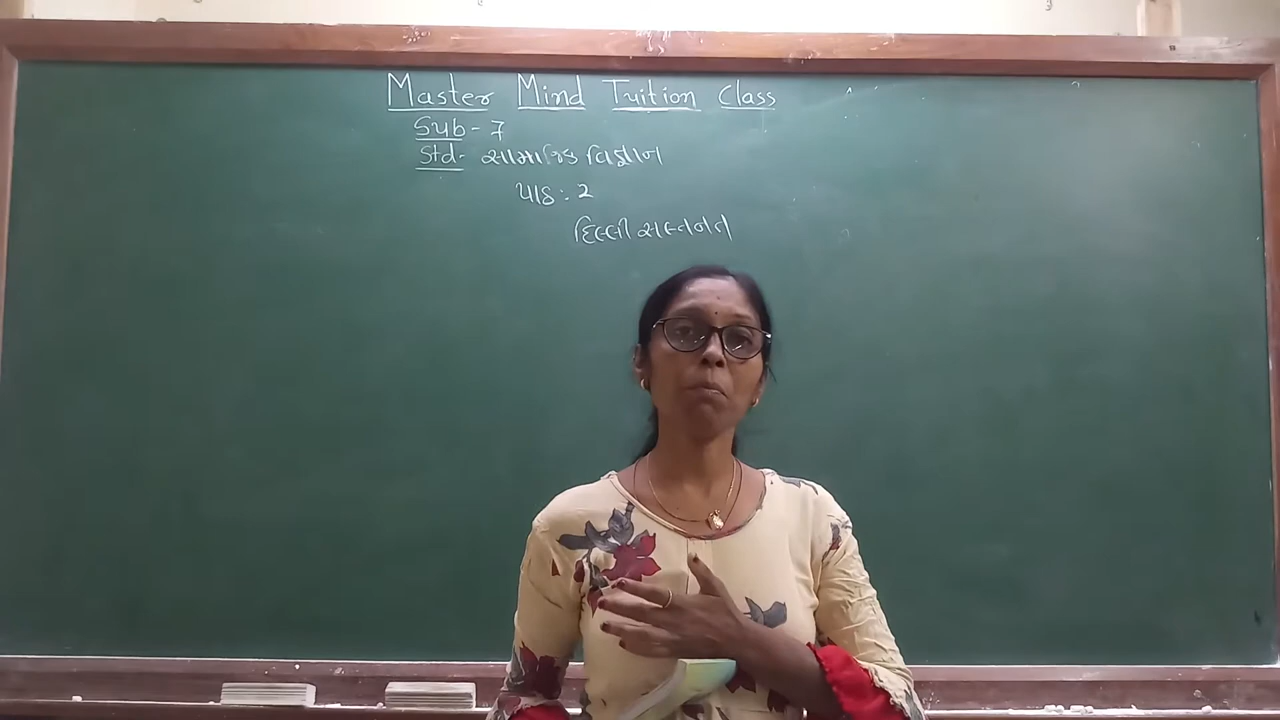 Master Mind Tuition Class
Sub - 7
Std - સામાજિક વિજ્ઞાન
પાઠ : 2
દિલ્લી સલ્તનત